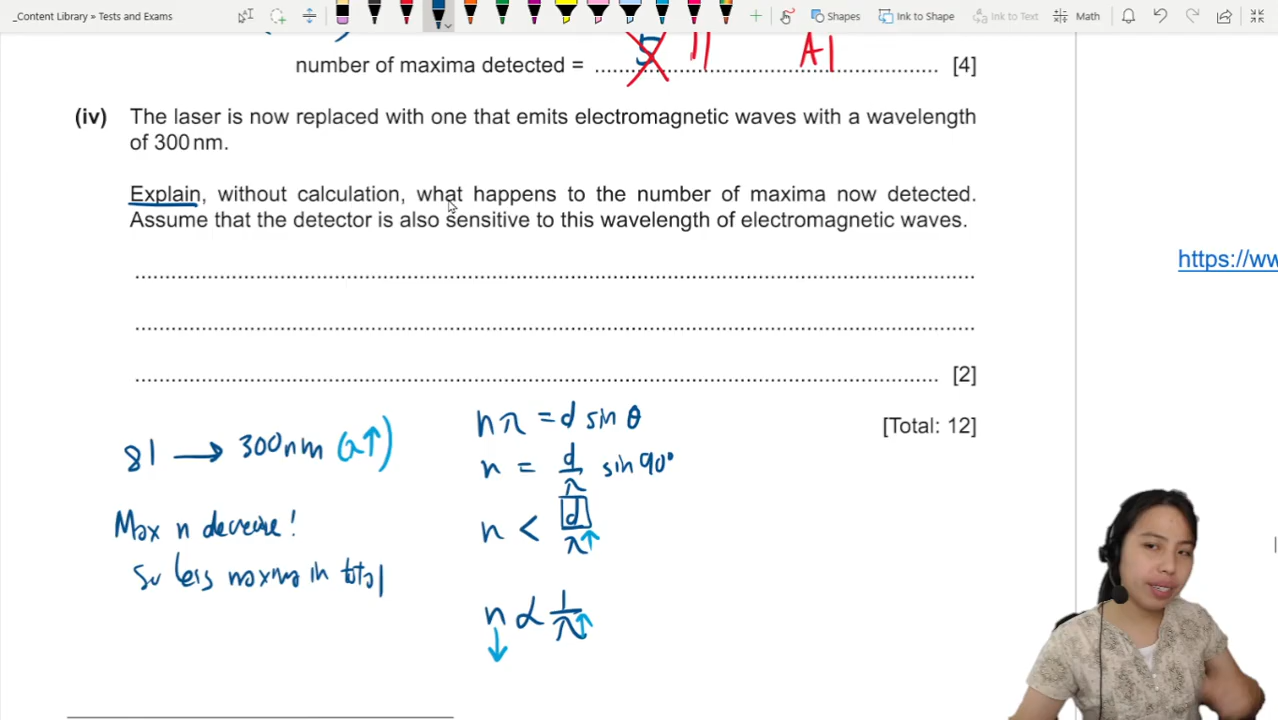 _Content Library » Tests and Exams
Shapes
Ink to Shape
Ink to Text
Math
5 11 A1
number of maxima detected = ........ [4]
(iv) The laser is now replaced with one that emits electromagnetic waves with a wavelength
of 300 nm.
Explain, without calculation, what happens to the number of maxima now detected.
Assume that the detector is also sensitive to this wavelength of electromagnetic waves.
https://ww
[2]
[Total: 12]
81 → 300nm (λ↑)
Max n decrease!
So less maxima in total
nλ = d sin θ
n = d/λ sin 90°
n < d/λ↑
n ∝ 1/λ↑
↓